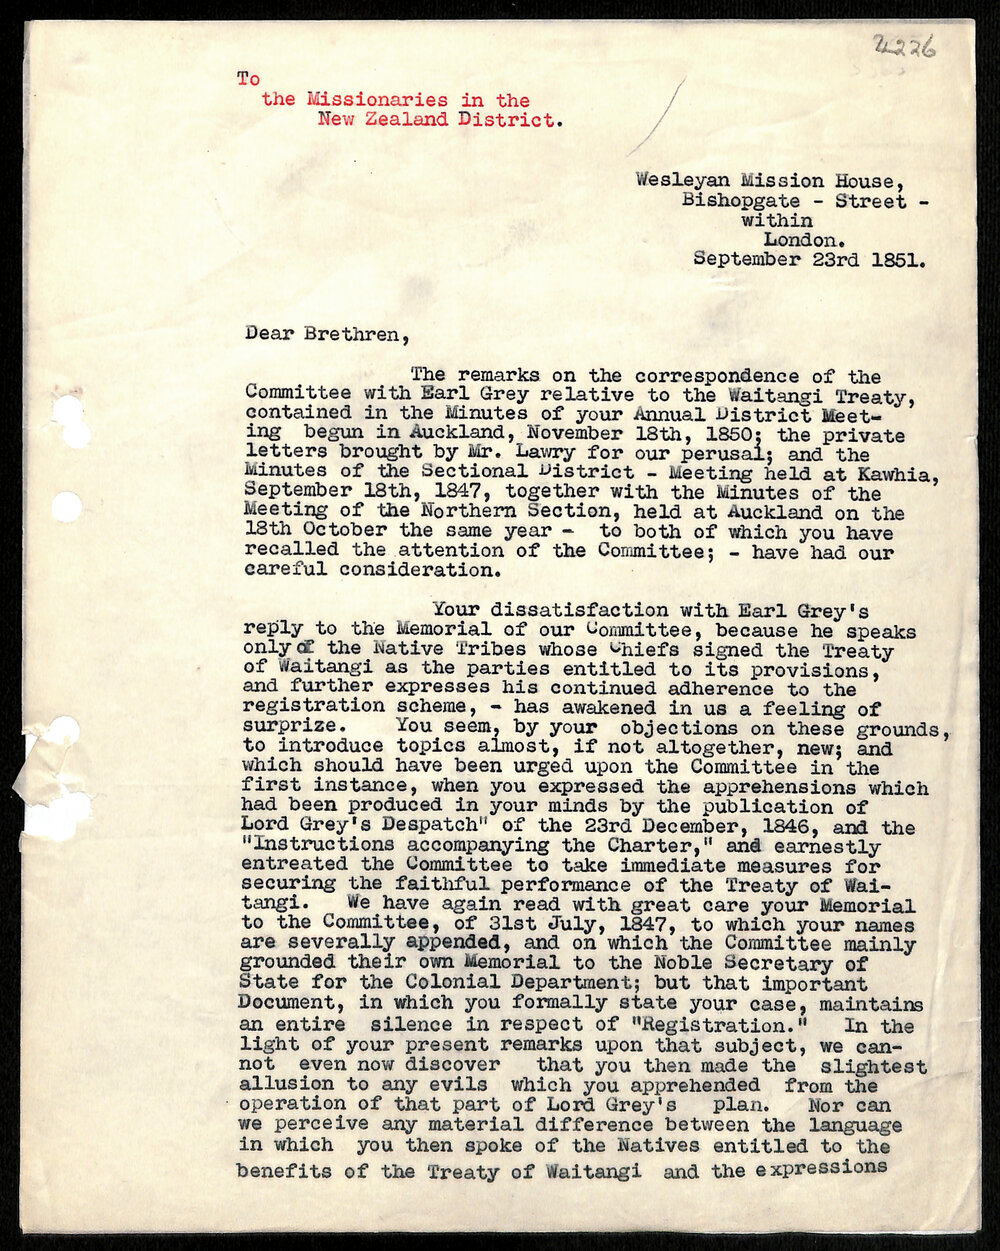 4226
To
the Missionaries in the
New Zealand District.
Wesleyan Mission House,
Bishopgate - Street -
within
London.
September 23rd 1851.
Dear Brethren,
The remarks on the correspondence of the
Committee with Earl Grey relative to the Waitangi Treaty,
contained in the Minutes of your Annual District Meet-
ing begun in Auckland, November 18th, 1850; the private
letters brought by Mr. Lawry for our perusal; and the
Minutes of the Sectional District - Meeting held at Kawhia,
September 18th, 1847, together with the Minutes of the
Meeting of the Northern Section, held at Auckland on the
18th October the same year - to both of which you have
recalled the attention of the Committee; - have had our
careful consideration.
Your dissatisfaction with Earl Grey's
reply to the Memorial of our Committee, because he speaks
only of the Native Tribes whose Chiefs signed the Treaty
of Waitangi as the parties entitled to its provisions,
and further expresses his continued adherence to the
registration scheme, - has awakened in us a feeling of
surprize. You seem, by your objections on these grounds,
to introduce topics almost, if not altogether, new; and
which should have been urged upon the Committee in the
first instance, when you expressed the apprehensions which
had been produced in your minds by the publication of
Lord Grey's Despatch" of the 23rd December, 1846, and the
"Instructions accompanying the Charter," and earnestly
entreated the Committee to take immediate measures for
securing the faithful performance of the Treaty of Wai-
tangi. We have again read with great care your Memorial
to the Committee, of 31st July, 1847, to which your names
are severally appended, and on which the Committee mainly
grounded their own Memorial to the Noble Secretary of
State for the Colonial Department; but that important
Document, in which you formally state your case, maintains
an entire silence in respect of "Registration." In the
light of your present remarks upon that subject, we can-
not even now discover that you then made the slightest
allusion to any evils which you apprehended from the
operation of that part of Lord Grey's plan. Nor can
we perceive any material difference between the language
in which you then spoke of the Natives entitled to the
benefits of the Treaty of Waitangi and the expressions